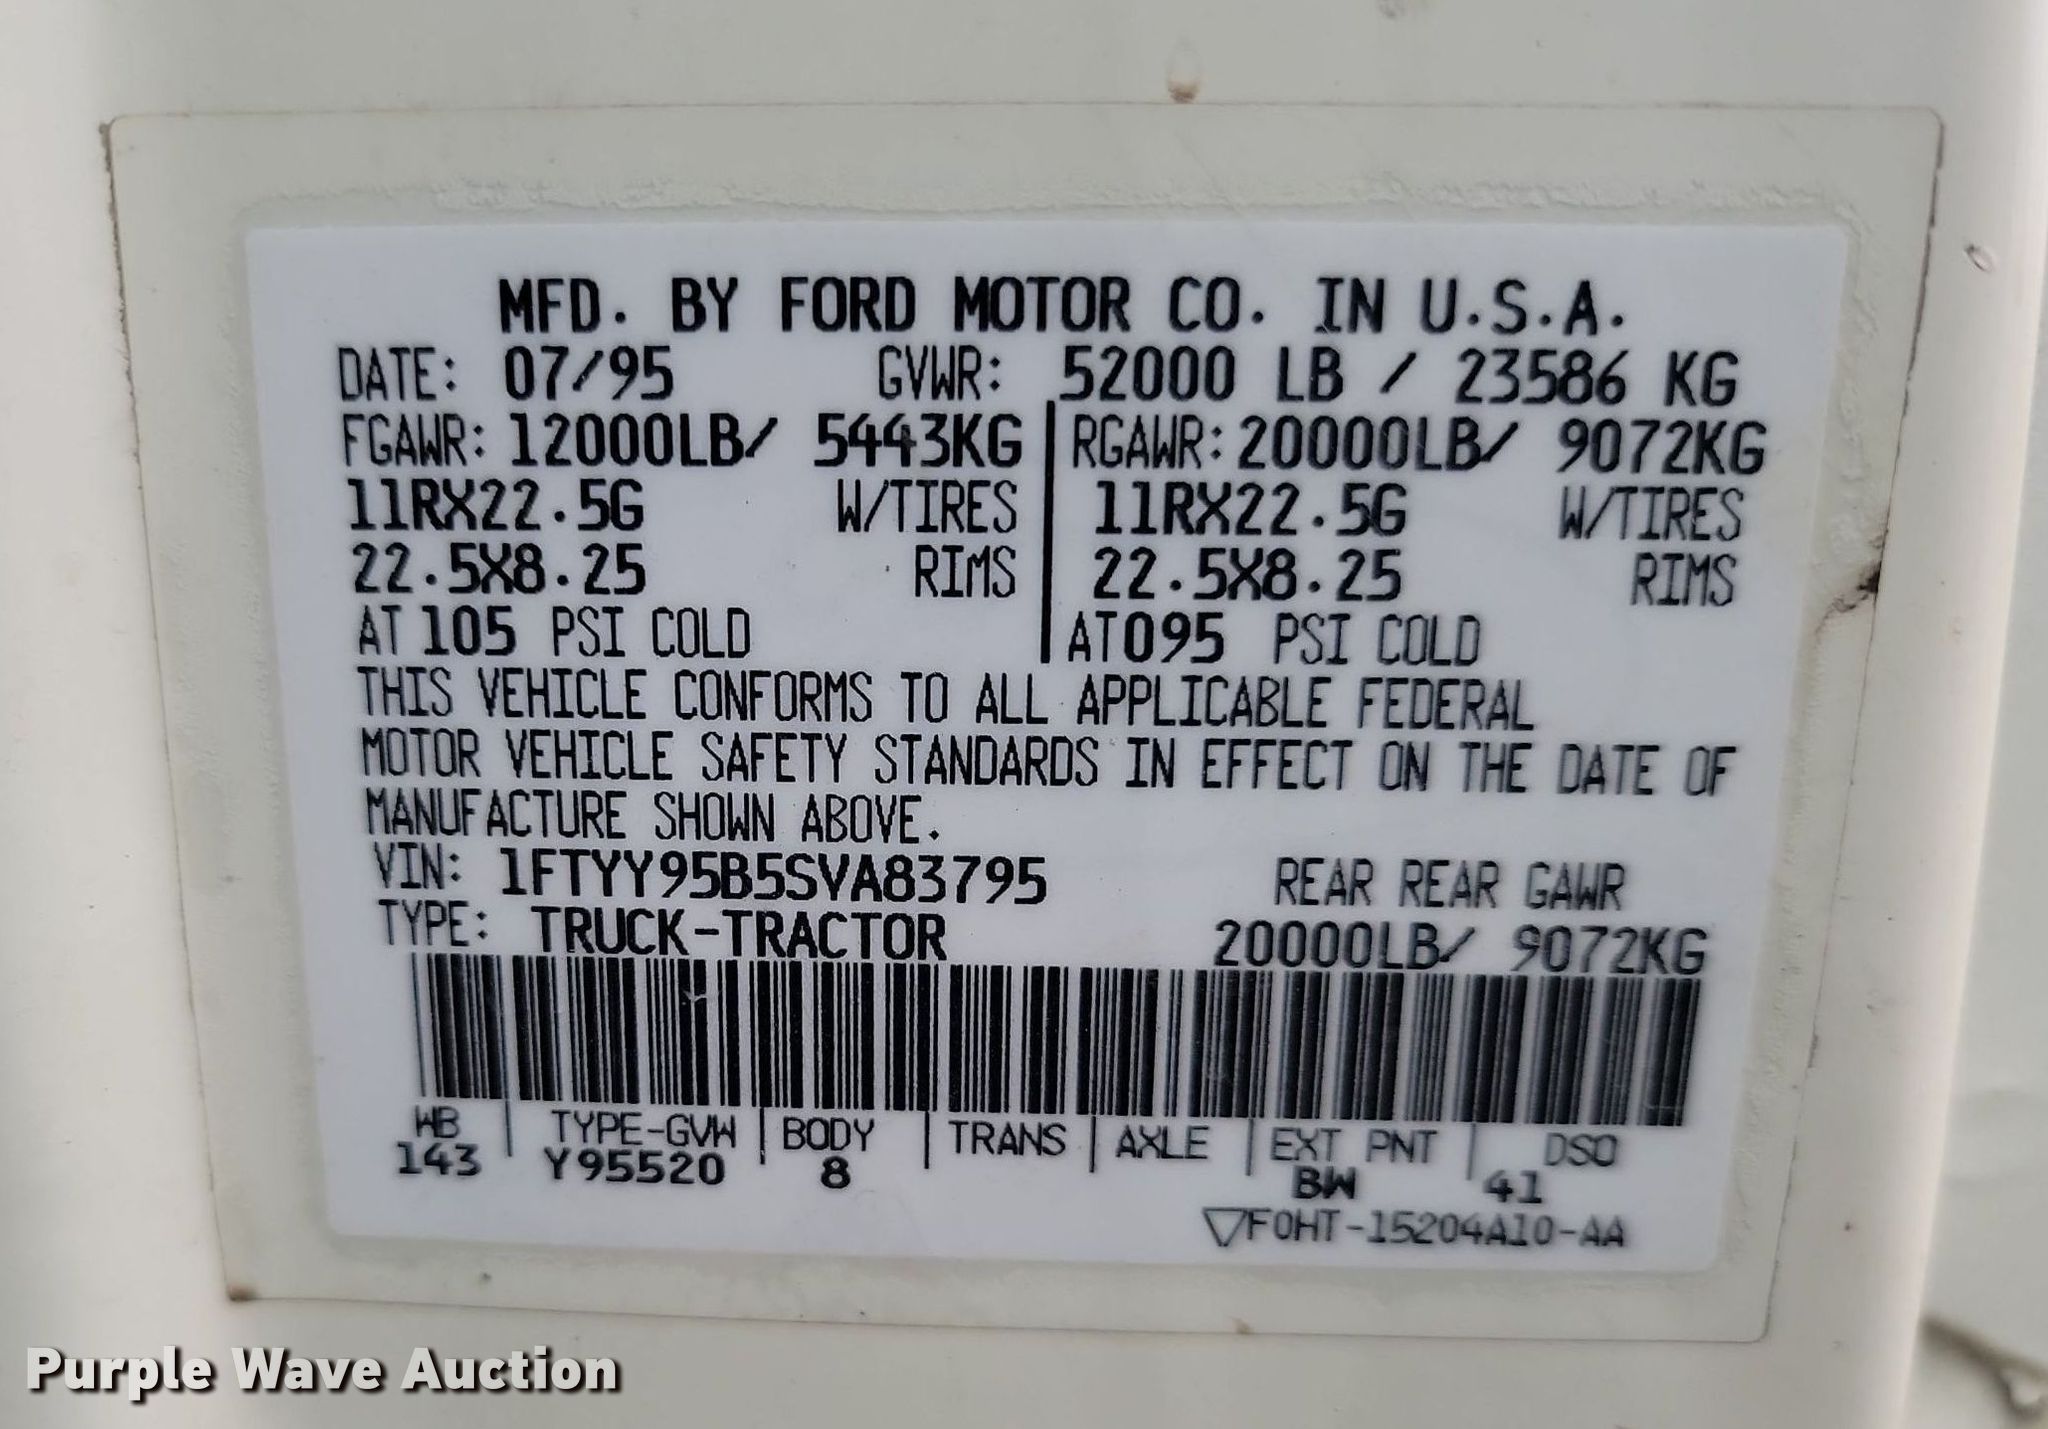 MFD. BY FORD MOTOR CO. IN U.S.A.
DATE: 07/95 GVWR: 52000 LB / 23586 KG
FGAWR: 12000LB/ 5443KG RGAWR: 20000LB/ 9072KG
11RX22.5G W/TIRES 11RX22.5G W/TIRES
22.5X8.25 RIMS 22.5X8.25 RIMS
AT 105 PSI COLD AT 095 PSI COLD
THIS VEHICLE CONFORMS TO ALL APPLICABLE FEDERAL
MOTOR VEHICLE SAFETY STANDARDS IN EFFECT ON THE DATE OF
MANUFACTURE SHOWN ABOVE.
VIN: 1FTYY95B5SVA83795 REAR REAR GAWR
TYPE: TRUCK-TRACTOR 20000LB/ 9072KG
WB TYPE-GVW BODY TRANS AXLE EXT PNT DSO
143 Y95520 8 BW 41
▽F0HT-15204A10-AA
Purple Wave Auction